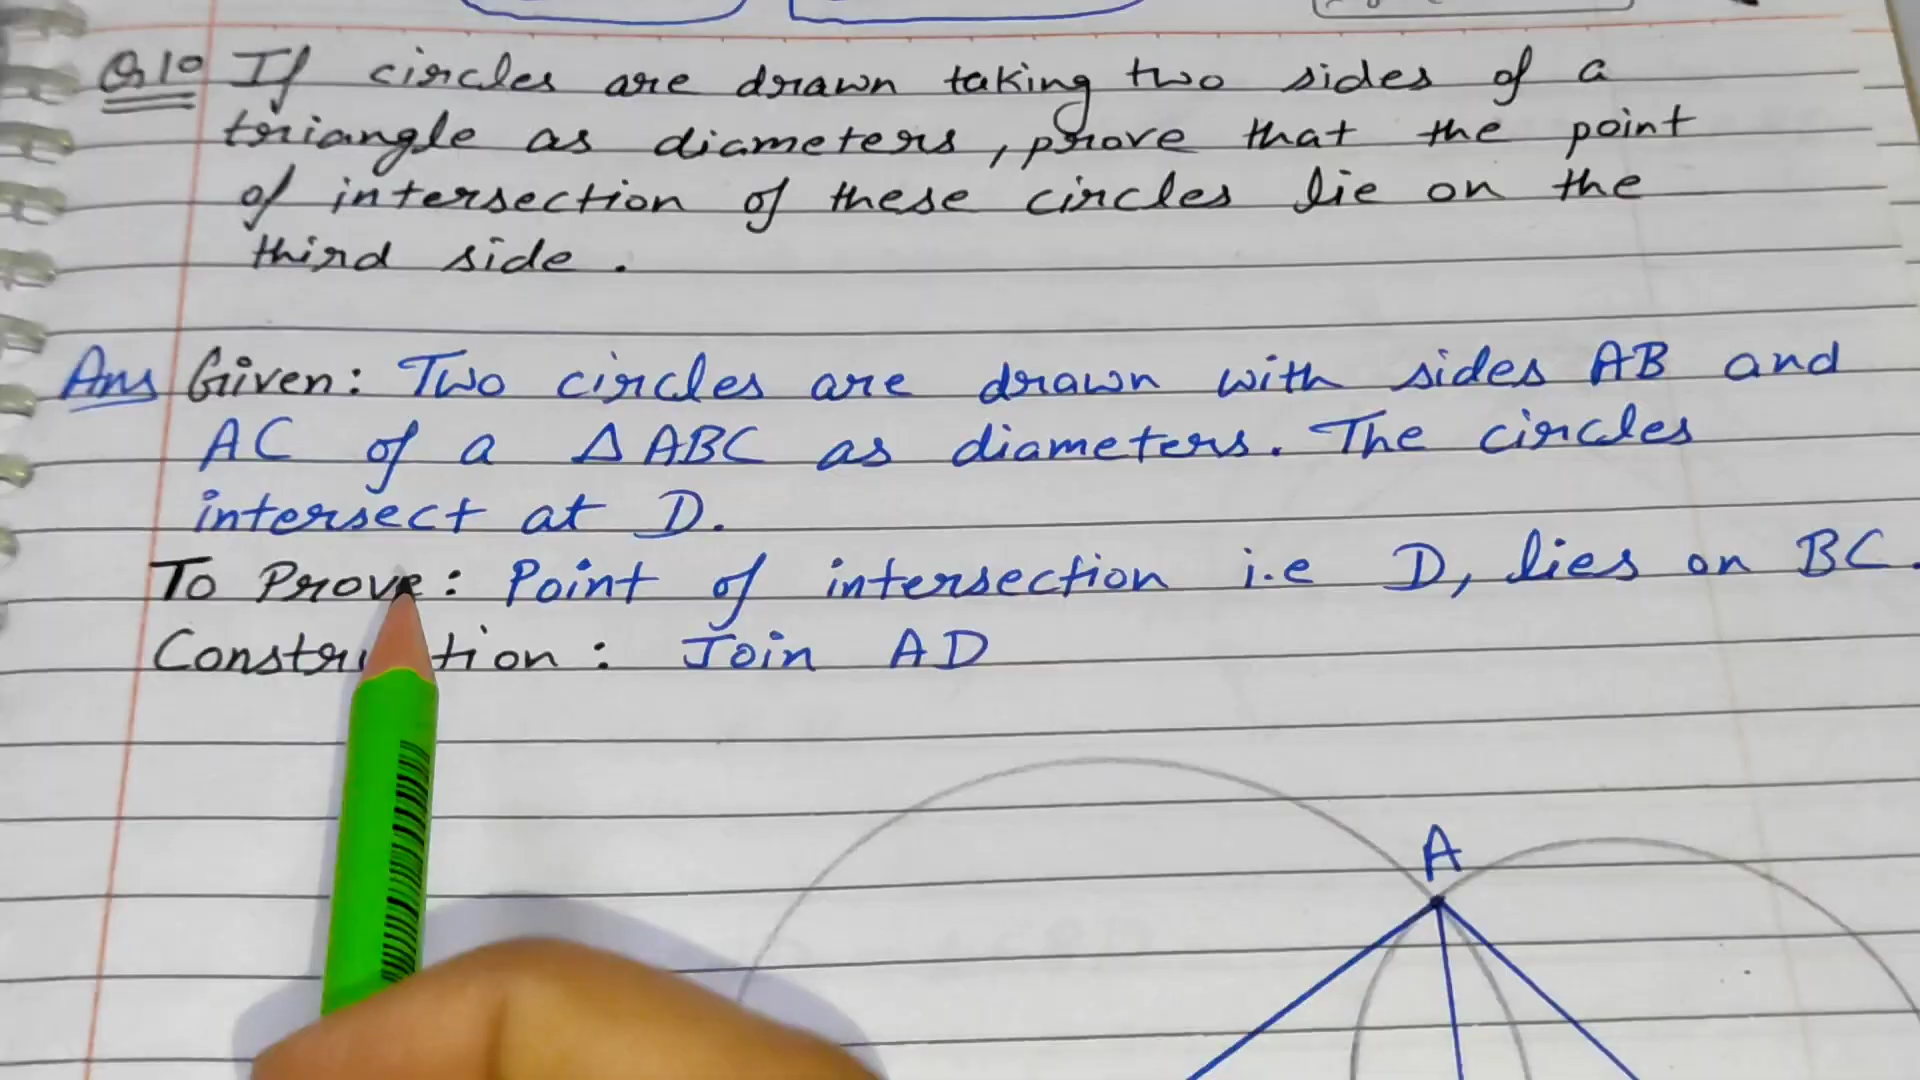 Q.10 If circles are drawn taking two sides of a
triangle as diameters, prove that the point
of intersection of these circles lie on the
third side.
Ans Given: Two circles are drawn with sides AB and
AC of a △ABC as diameters. The circles
intersect at D.
To Prove: Point of intersection i.e D, lies on BC.
Construction: Join AD
A